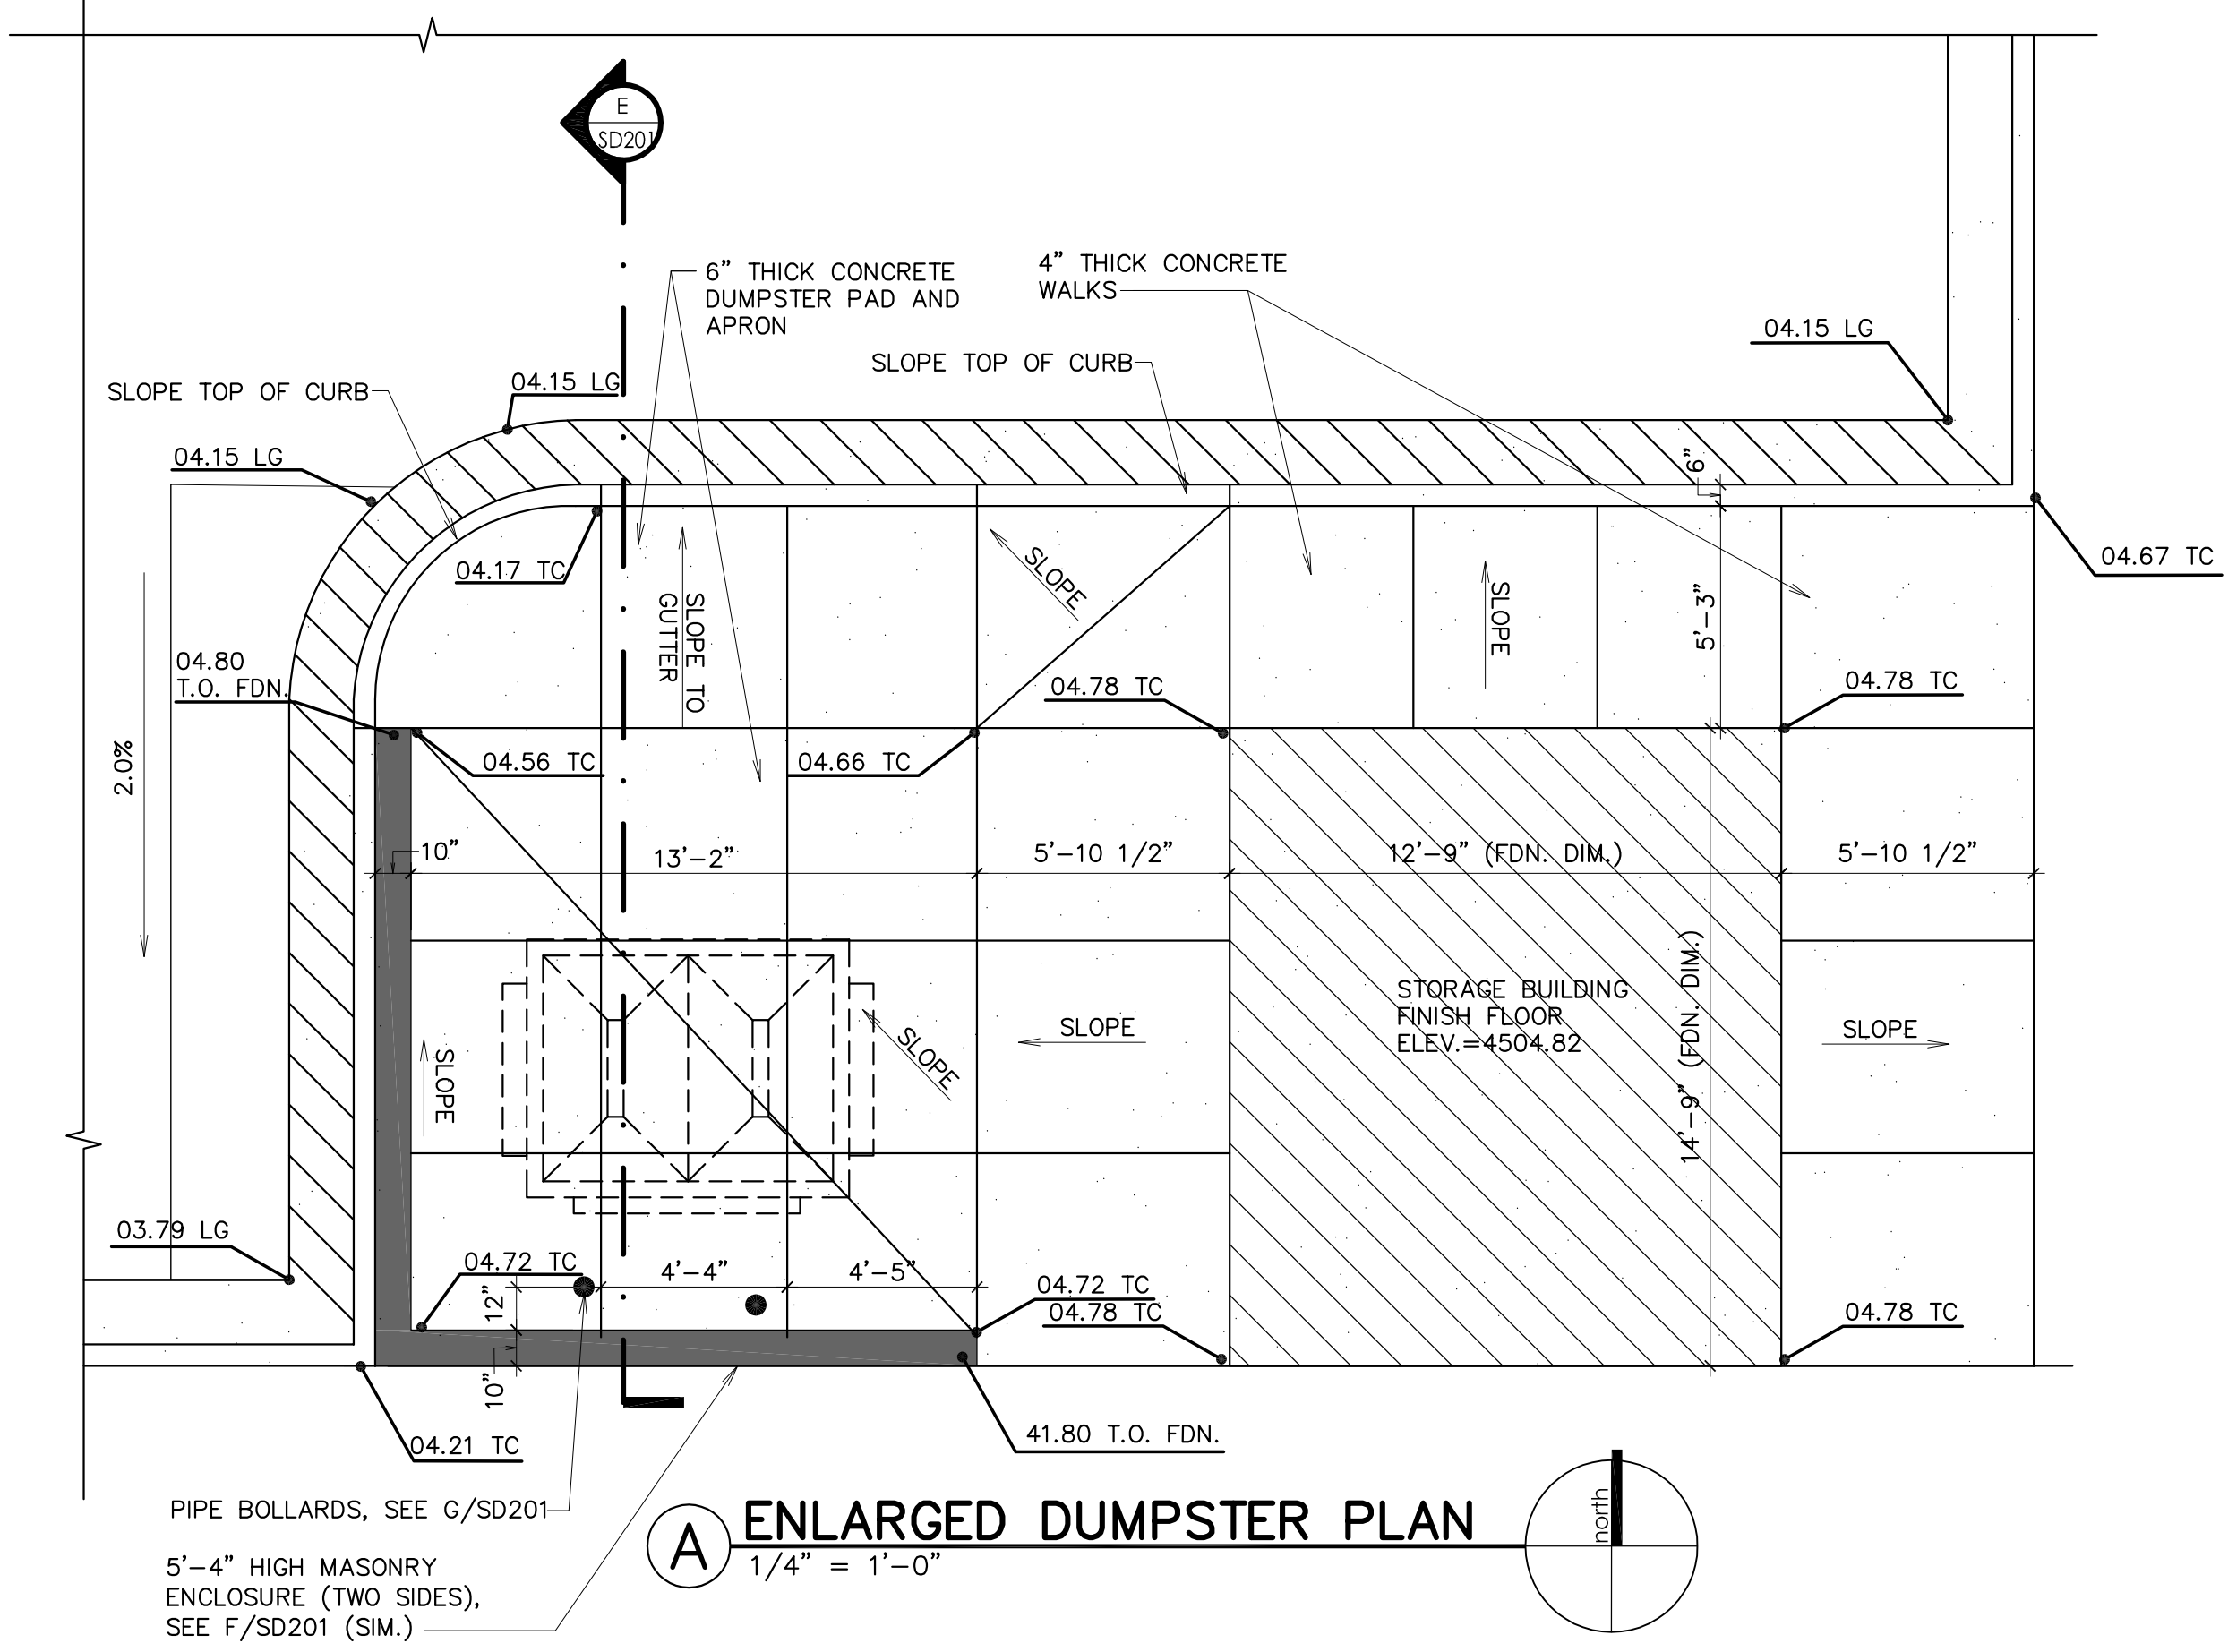 E
SD201
6” THICK CONCRETE
DUMPSTER PAD AND
APRON
4” THICK CONCRETE
WALKS
04.15 LG
SLOPE TOP OF CURB
04.15 LG
SLOPE TOP OF CURB
04.15 LG
6”
04.17 TC
SLOPE
04.67 TC
SLOPE TO
GUTTER
SLOPE
5’–3”
04.80
T.O. FDN.
04.78 TC
04.78 TC
2.0%
04.56 TC
04.66 TC
10”
13’–2”
5’–10 1/2”
12’–9” (FDN. DIM.)
5’–10 1/2”
STORAGE BUILDING
FINISH FLOOR
ELEV.=4504.82
14’–9” (FDN. DIM.)
SLOPE
SLOPE
SLOPE
SLOPE
03.79 LG
04.72 TC
12”
4’–4”
4’–5”
04.72 TC
04.78 TC
04.78 TC
10”
04.21 TC
41.80 T.O. FDN.
PIPE BOLLARDS, SEE G/SD201
5’–4” HIGH MASONRY
ENCLOSURE (TWO SIDES),
SEE F/SD201 (SIM.)
A
ENLARGED DUMPSTER PLAN
1/4” = 1’–0”
north